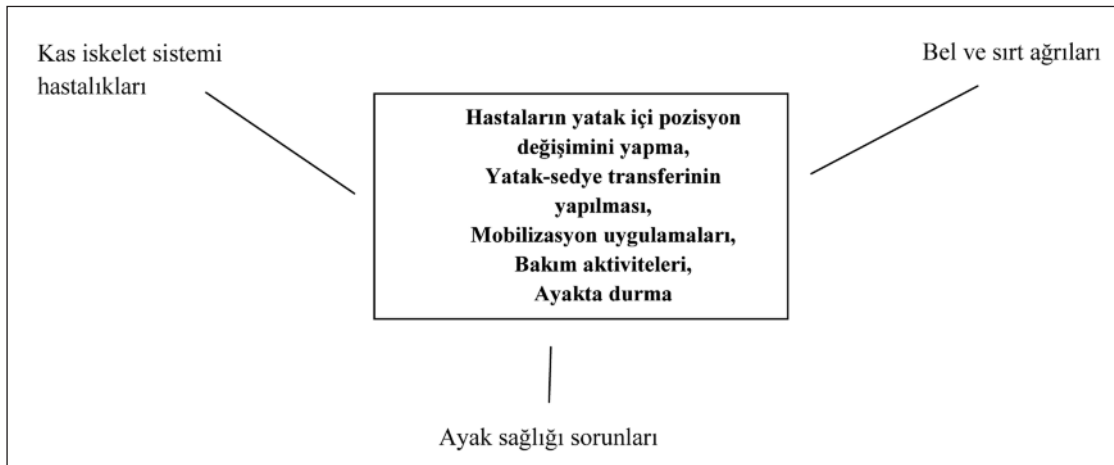 Kas iskelet sistemi
hastalıkları
Bel ve sırt ağrıları
Hastaların yatak içi pozisyon
değişimini yapma,
Yatak-sedye transferinin
yapılması,
Mobilizasyon uygulamaları,
Bakım aktiviteleri,
Ayakta durma
Ayak sağlığı sorunları